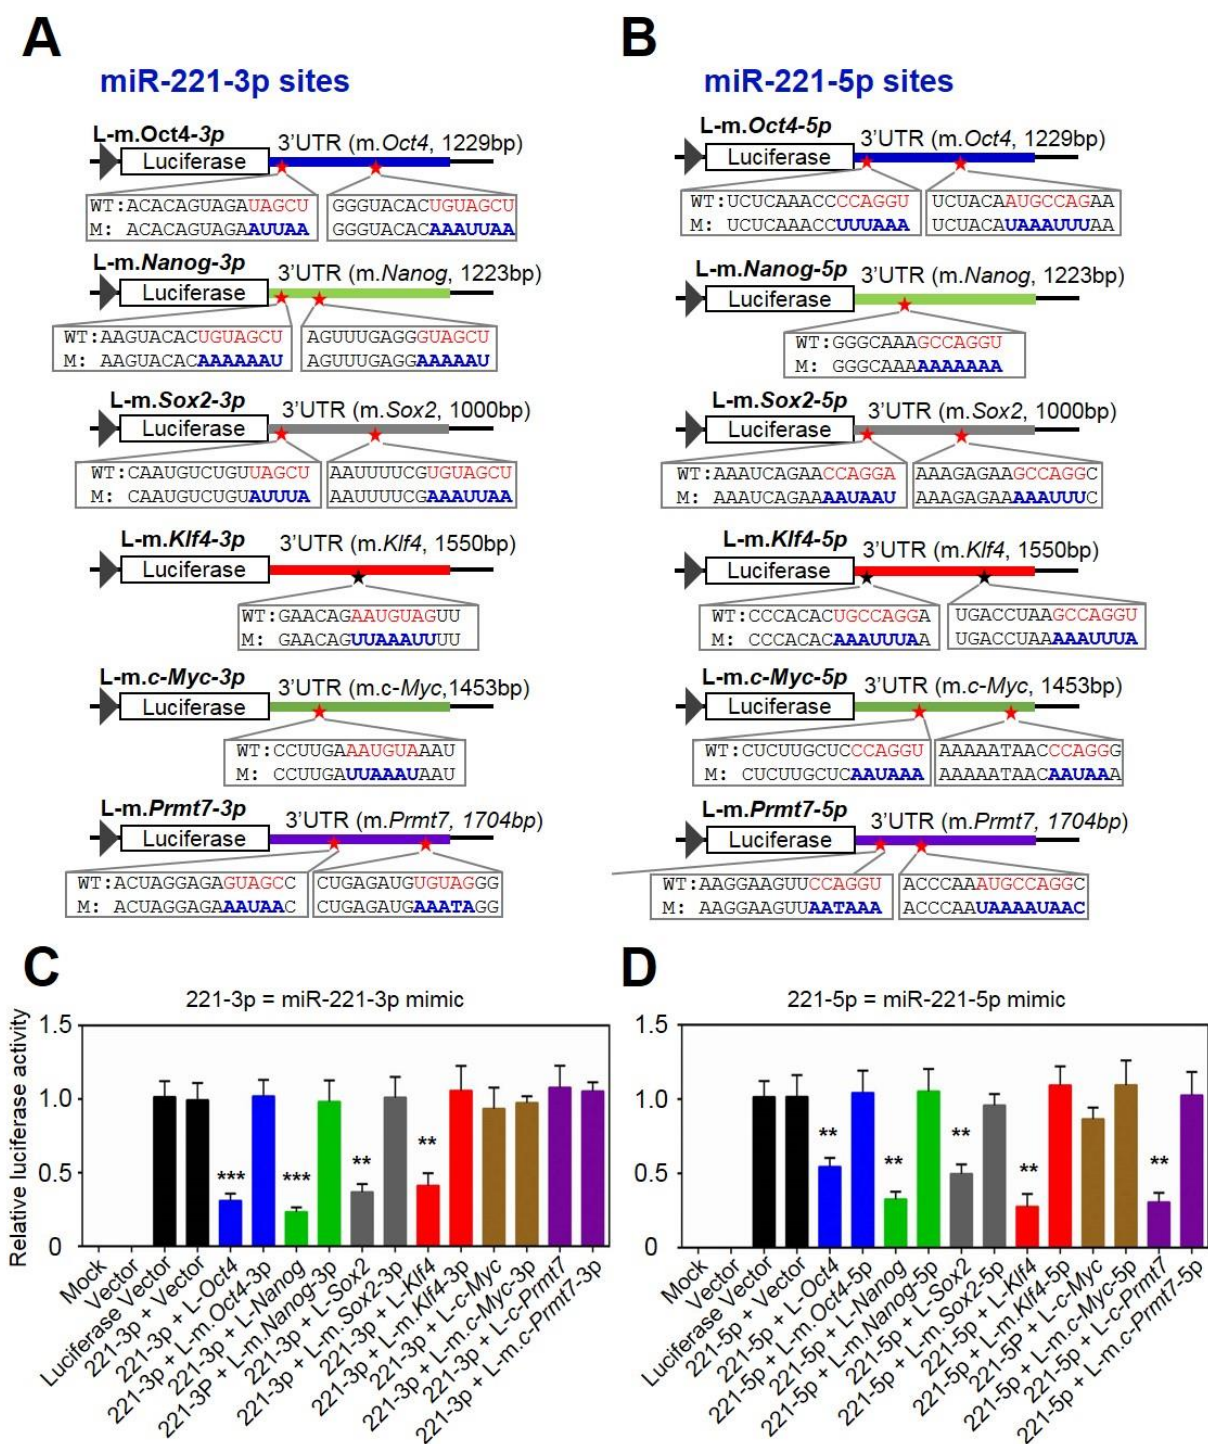 A
miR-221-3p sites
L-m.Oct4-3p
3'UTR (m.Oct4, 1229bp)
Luciferase
WT:ACACAGUAGAUAGCU
M: ACACAGUAGAAUUAA
GGGUACACUGUAGCU
GGGUACACAAAUUAA
L-m.Nanog-3p
3'UTR (m.Nanog, 1223bp)
Luciferase
WT:AAGUACACUGUAGCU
M: AAGUACACAAAAAAU
AGUUUGAGGGUAGCU
AGUUUGAGGAAAAAU
L-m.Sox2-3p
3'UTR (m.Sox2, 1000bp)
Luciferase
WT:CAAUGUCUGUUAGCU
M: CAAUGUCUGUAUUUA
AAUUUUCGUGUAGCU
AAUUUUCGAAAUUAA
L-m.Klf4-3p
3'UTR (m.Klf4, 1550bp)
Luciferase
WT:GAACAGAAUGUAGUU
M: GAACAGUUAAAUUUU
L-m.c-Myc-3p
3'UTR (m.c-Myc,1453bp)
Luciferase
WT:CCUUGAAAUGUAAAU
M: CCUUGAUUAAAUAAU
L-m.Prmt7-3p
3'UTR (m.Prmt7, 1704bp)
Luciferase
WT:ACUAGGAGAGUAGCC
M: ACUAGGAGAAAUAAC
CUGAGAUGUGUAGGG
CUGAGAUGAAATAGG
B
miR-221-5p sites
L-m.Oct4-5p
3'UTR (m.Oct4, 1229bp)
Luciferase
WT:UCUCAAACCCCAGGU
M: UCUCAAACCUUUAAA
UCUACAAUGCCAGAA
UCUACAUAAAUUUAA
L-m.Nanog-5p
3'UTR (m.Nanog, 1223bp)
Luciferase
WT:GGGCAAAGCCAGGU
M: GGGCAAAAAAAAAA
L-m.Sox2-5p
3'UTR (m.Sox2, 1000bp)
Luciferase
WT:AAAUCAGAACCAGGA
M: AAAUCAGAAAAUAAU
AAAGAGAAGCCAGGC
AAAGAGAAAAAUUUC
L-m.Klf4-5p
3'UTR (m.Klf4, 1550bp)
Luciferase
WT:CCCACACUGCCAGGA
M: CCCACACAAAUUUAA
UGACCUAAGCCAGGU
UGACCUAAAAAUUUA
L-m.c-Myc-5p
3'UTR (m.c-Myc, 1453bp)
Luciferase
WT:CUCUUGCUCCCAGGU
M: CUCUUGCUCAAUAAA
AAAAAUAACCCAGGG
AAAAAUAACAAUAAA
L-m.Prmt7-5p
3'UTR (m.Prmt7, 1704bp)
Luciferase
WT:AAGGAAGUUCCAGGU
M: AAGGAAGUUAATAAA
ACCCAAAUGCCAGGC
ACCCAAUAAAAUAAC
C
221-3p = miR-221-3p mimic
Relative luciferase activity
1.5
1.0
0.5
0
***
***
**
**
Mock
Vector
Luciferase Vector
221-3p + Vector
221-3p + L-Oct4
221-3p + L-m.Oct4-3p
221-3p + L-Nanog
221-3P + L-m.Nanog-3p
221-3p + L-Sox2
221-3p + L-m.Sox2-3p
221-3p + L-Klf4
221-3p + L-m.Klf4-3p
221-3p + L-c-Myc
221-3p + L-m.c-Myc-3p
221-3p + L-c-Prmt7
221-3p + L-m.c-Prmt7-3p
D
221-5p = miR-221-5p mimic
1.5
1.0
0.5
0
**
**
**
**
**
Mock
Vector
Luciferase Vector
221-5p + Vector
221-5p + L-Oct4
221-5p + L-m.Oct4-5p
221-5p + L-Nanog
221-5p + L-m.Nanog-5p
221-5p + L-Sox2
221-5p + L-m.Sox2-5p
221-5p + L-Klf4
221-5p + L-m.Klf4-5p
221-5P + L-c-Myc
221-5p + L-m.c-Myc-5p
221-5p + L-c-Prmt7
221-5p + L-m.c-Prmt7-5p